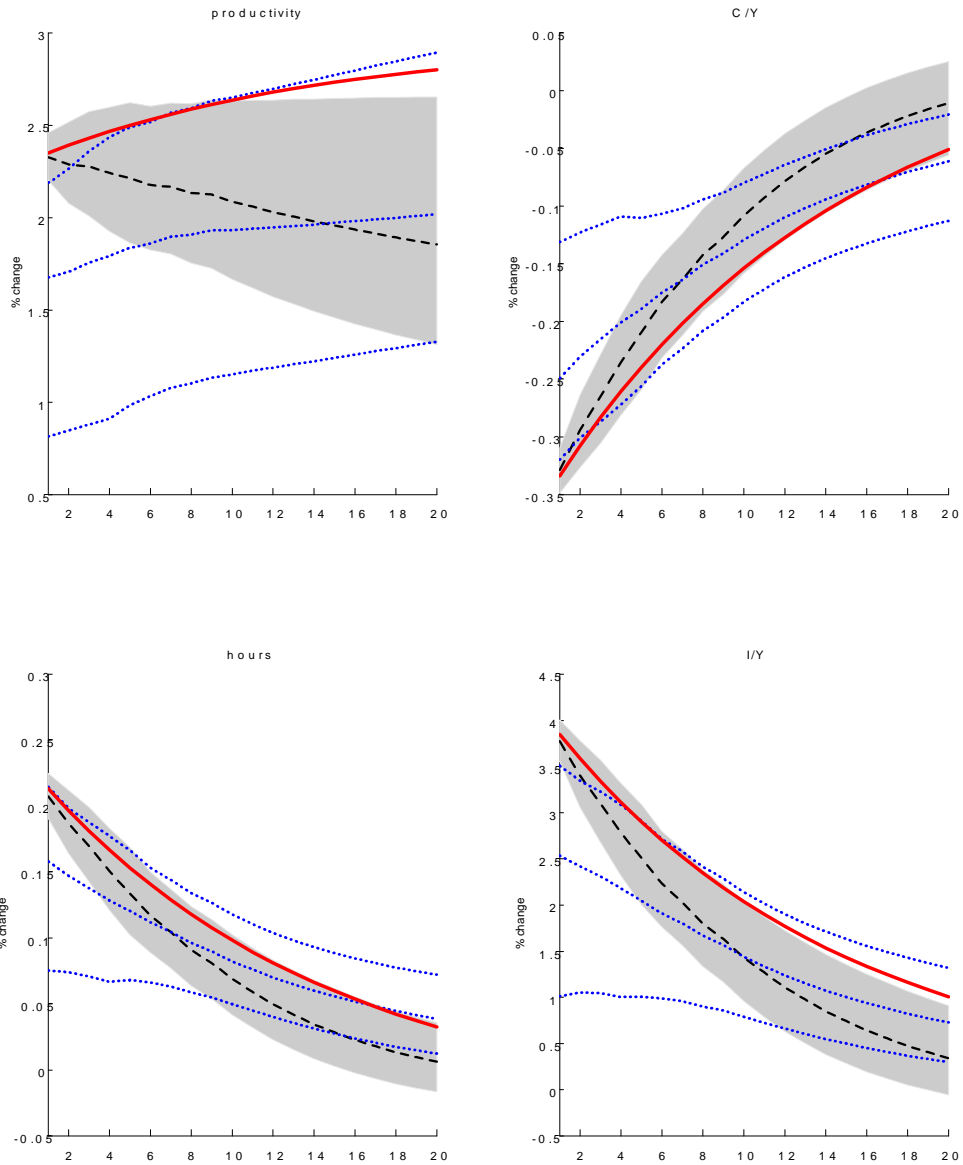 productivity
3
2.5
2
1.5
1
0.5
% change
2 4 6 8 10 12 14 16 18 20
C/Y
0.05
0
-0.05
-0.1
-0.15
-0.2
-0.25
-0.3
-0.35
% change
2 4 6 8 10 12 14 16 18 20
hours
0.3
0.25
0.2
0.15
0.1
0.05
0
-0.05
% change
2 4 6 8 10 12 14 16 18 20
I/Y
4.5
4
3.5
3
2.5
2
1.5
1
0.5
0
-0.5
% change
2 4 6 8 10 12 14 16 18 20